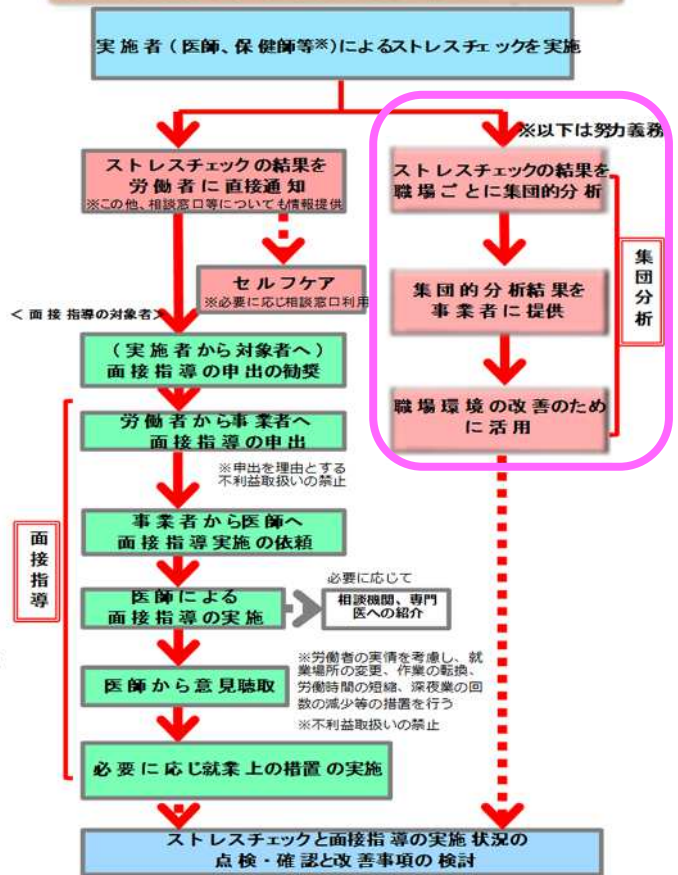 実施者(医師、保健師等※)によるストレスチェックを実施
※以下は努力義務
ストレスチェックの結果を
労働者に直接通知
※この他、相談窓口等についても情報提供
セルフケア
※必要に応じ相談窓口利用
ストレスチェックの結果を
職場ごとに集団的分析
集団的分析結果を
事業者に提供
職場環境の改善のため
に活用
集団分析
<面接指導の対象者>
(実施者から対象者へ)
面接指導の申出の勧奨
労働者から事業者へ
面接指導の申出
※申出を理由とする
不利益取扱いの禁止
事業者から医師へ
面接指導実施の依頼
面接指導
医師による
面接指導の実施
必要に応じて
相談機関、専門
医への紹介
医師から意見聴取
※労働者の実情を考慮し、就
業場所の変更、作業の転換、
労働時間の短縮、深夜業の回
数の減少等の措置を行う
※不利益取扱いの禁止
必要に応じ就業上の措置の実施
ストレスチェックと面接指導の実施状況の
点検・確認と改善事項の検討